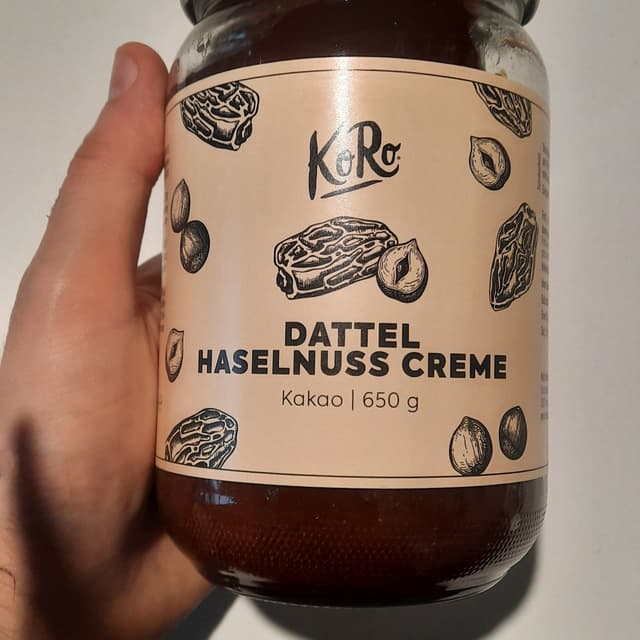 KoRo
DATTEL
HASELNUSS CREME
Kakao | 650 g